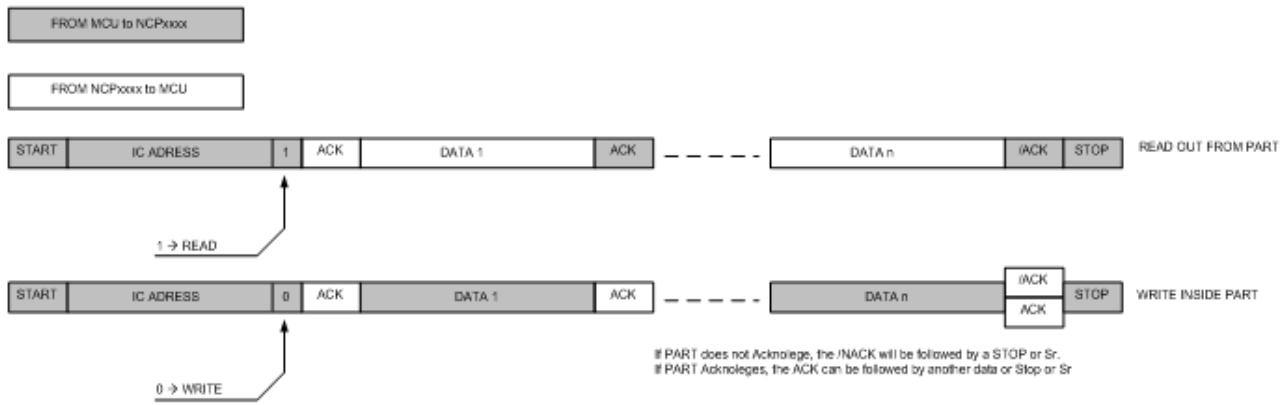 FROM MCU to NCPxxxx
FROM NCPxxxx to MCU
START IC ADRESS 1 ACK DATA 1 ACK DATA n /ACK STOP READ OUT FROM PART
1 → READ
START IC ADRESS 0 ACK DATA 1 ACK DATA n /ACK ACK STOP WRITE INSIDE PART
If PART does not Acknolege, the /NACK will be followed by a STOP or Sr.
If PART Acknoleges, the ACK can be followed by another data or Stop or Sr
0 → WRITE